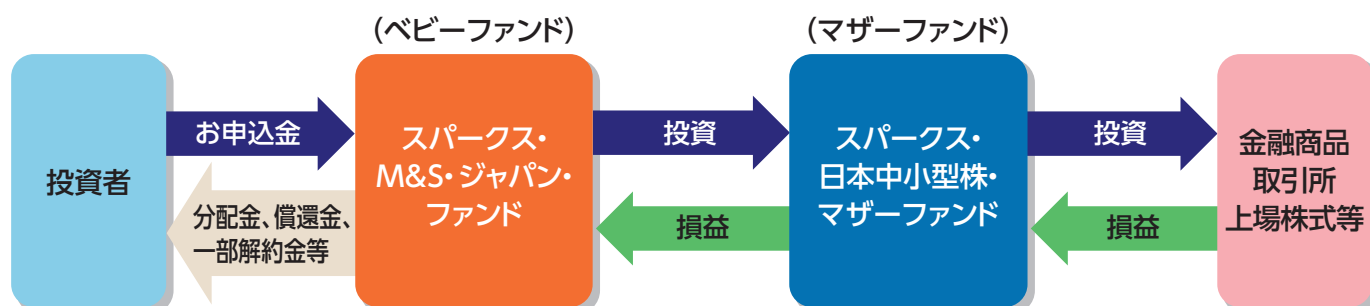 （ベビーファンド）
（マザーファンド）
投資者
お申込金
分配金、償還金、
一部解約金等
スパークス・
M&S・ジャパン・
ファンド
投資
損益
スパークス・
日本中小型株・
マザーファンド
投資
損益
金融商品
取引所
上場株式等